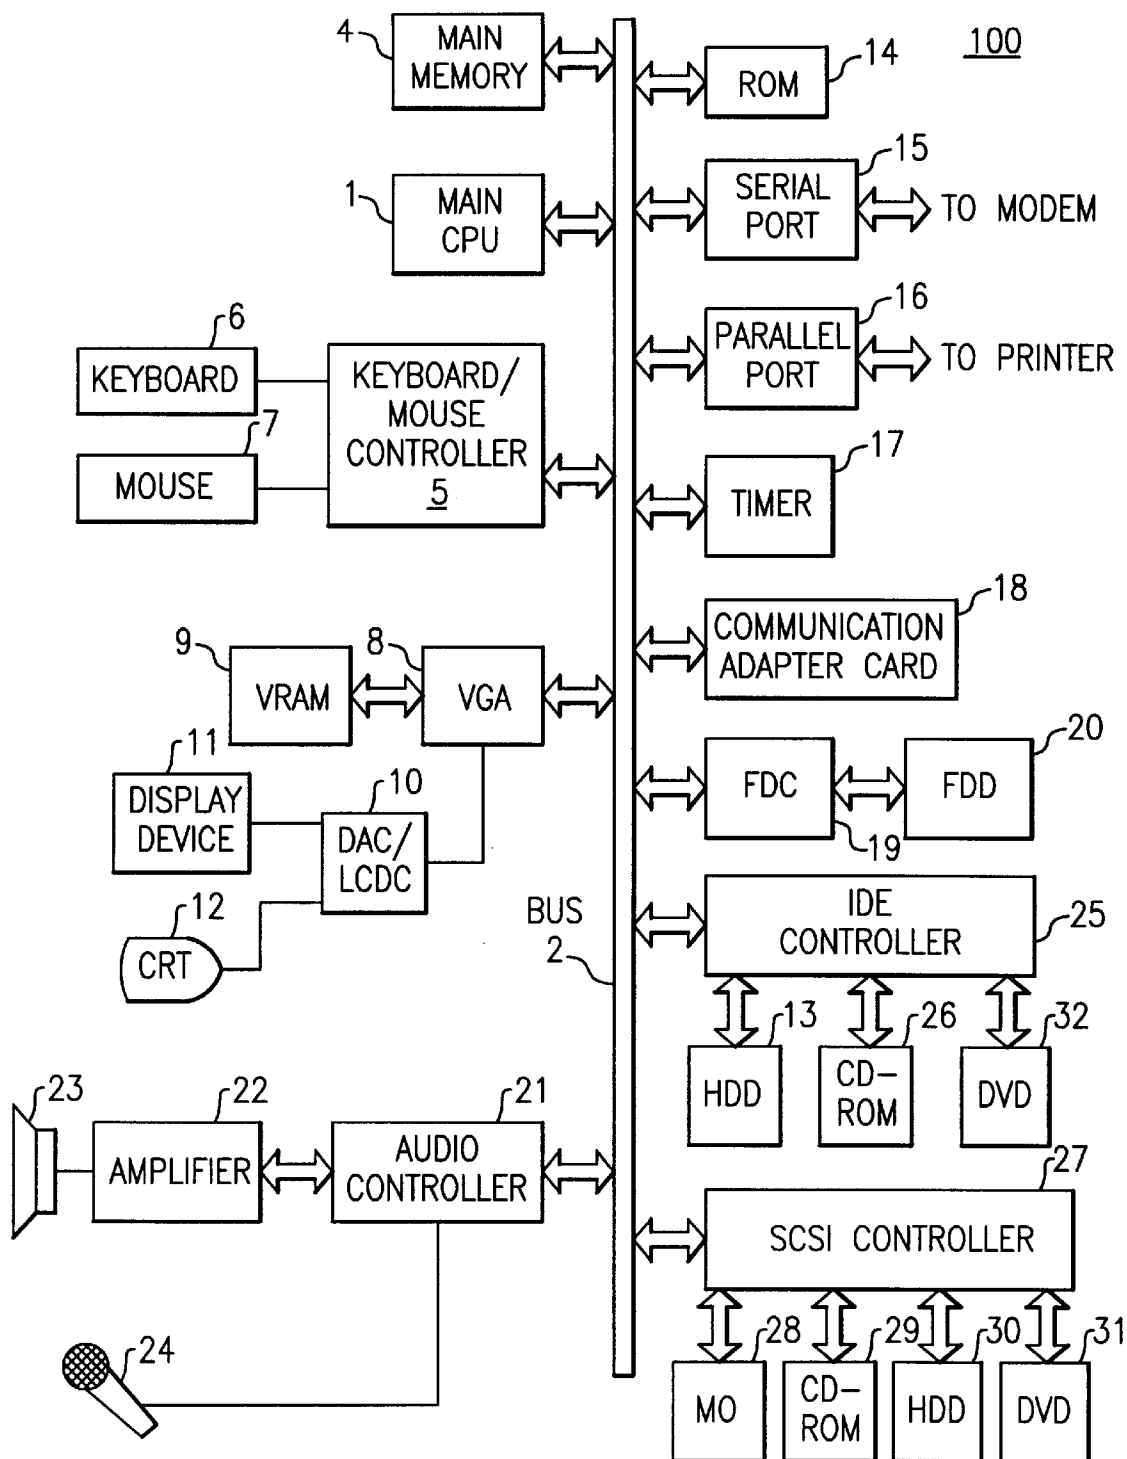 4
MAIN
MEMORY
14
ROM
100
1
MAIN
CPU
15
SERIAL
PORT
TO MODEM
16
PARALLEL
PORT
TO PRINTER
6
KEYBOARD
7
MOUSE
KEYBOARD/
MOUSE
CONTROLLER
5
17
TIMER
18
COMMUNICATION
ADAPTER CARD
9
VRAM
8
VGA
11
DISPLAY
DEVICE
10
DAC/
LCDC
12
CRT
FDC
19
20
FDD
BUS
2
IDE
CONTROLLER
25
13
HDD
26
CD-
ROM
32
DVD
23
22
AMPLIFIER
21
AUDIO
CONTROLLER
27
SCSI CONTROLLER
24
28
MO
29
CD-
ROM
30
HDD
31
DVD